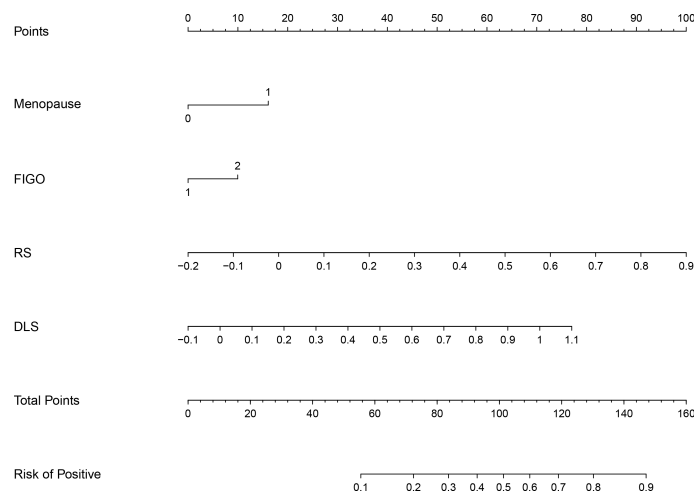 0 10 20 30 40 50 60 70 80 90 100
Points
1
Menopause
0
2
FIGO
1
RS
−0.2 −0.1 0 0.1 0.2 0.3 0.4 0.5 0.6 0.7 0.8 0.9
DLS
−0.1 0 0.1 0.2 0.3 0.4 0.5 0.6 0.7 0.8 0.9 1 1.1
Total Points
0 20 40 60 80 100 120 140 160
Risk of Positive
0.1 0.2 0.3 0.4 0.5 0.6 0.7 0.8 0.9